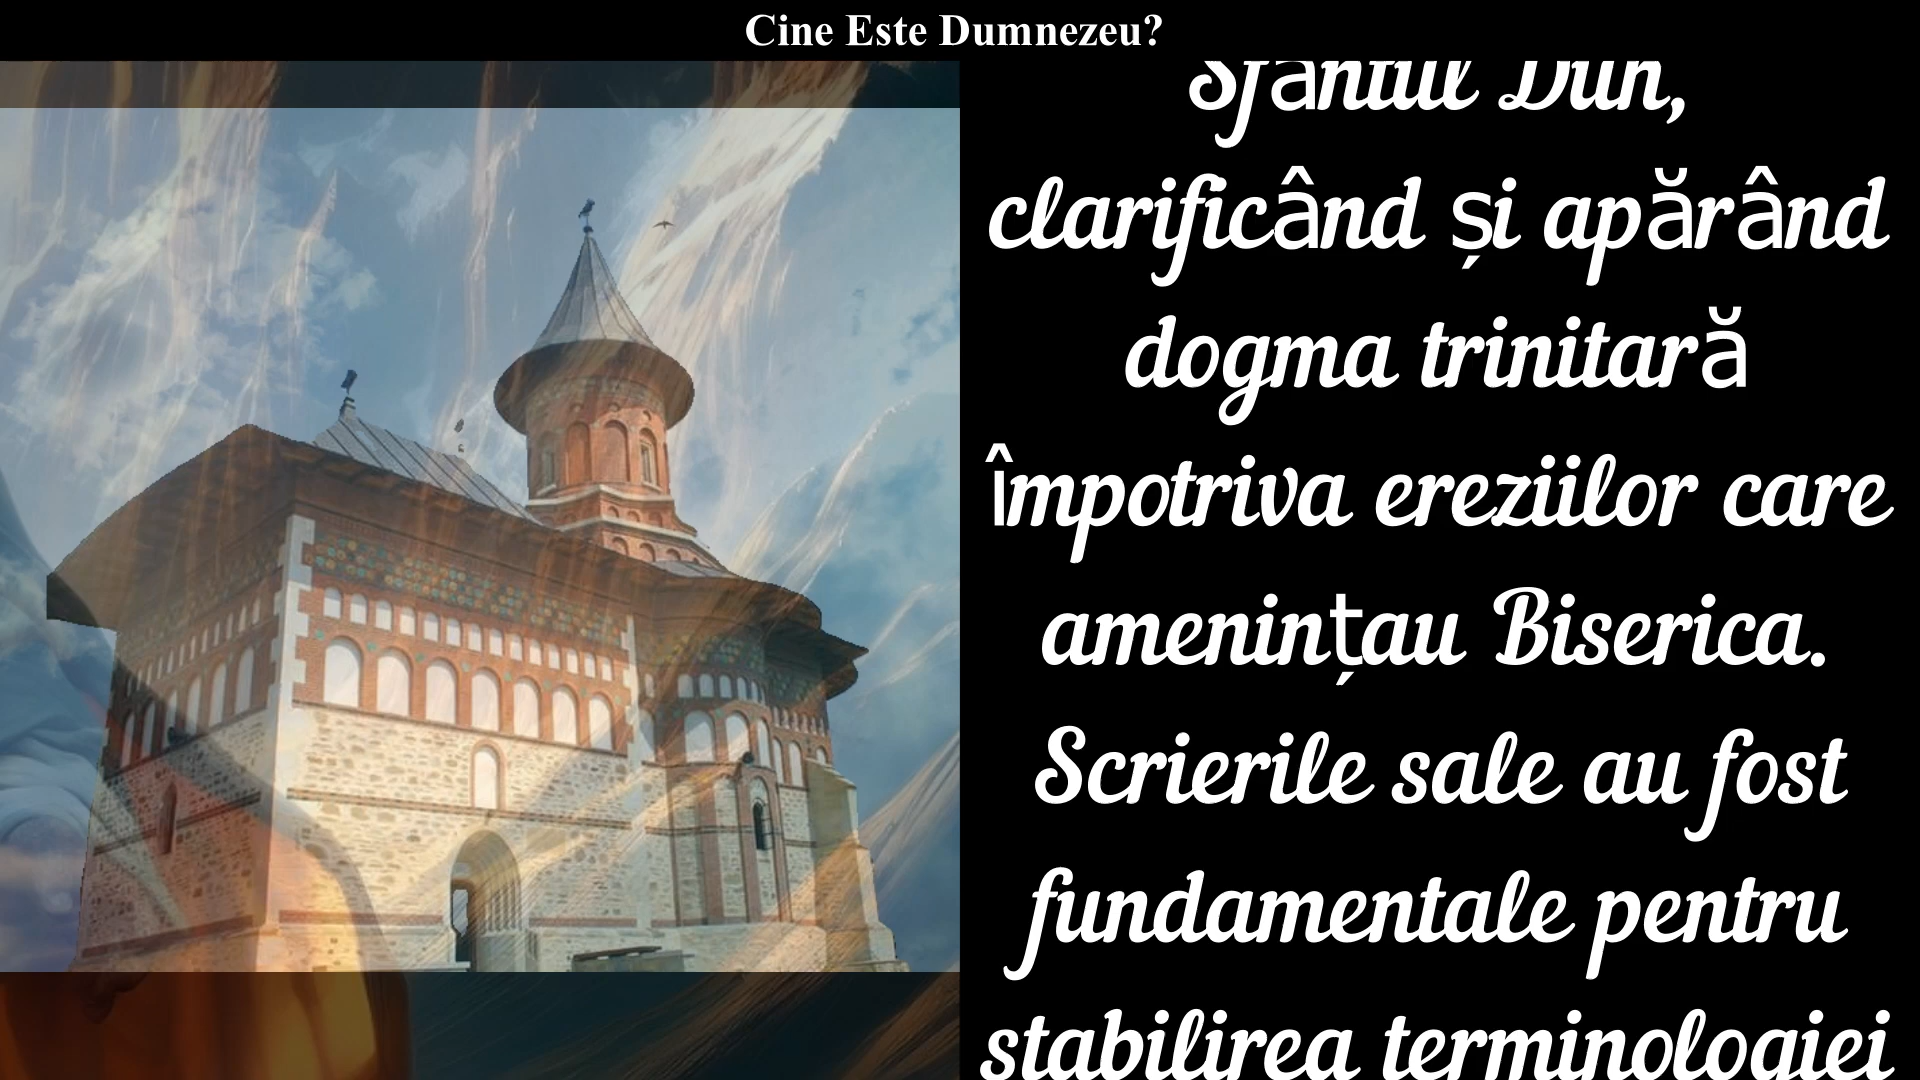 Cine Este Dumnezeu?
Sfântul Duh,
clarificând și apărând
dogma trinitară
împotriva ereziilor care
amenințau Biserica.
Scrierile sale au fost
fundamentale pentru
stabilirea terminologiei